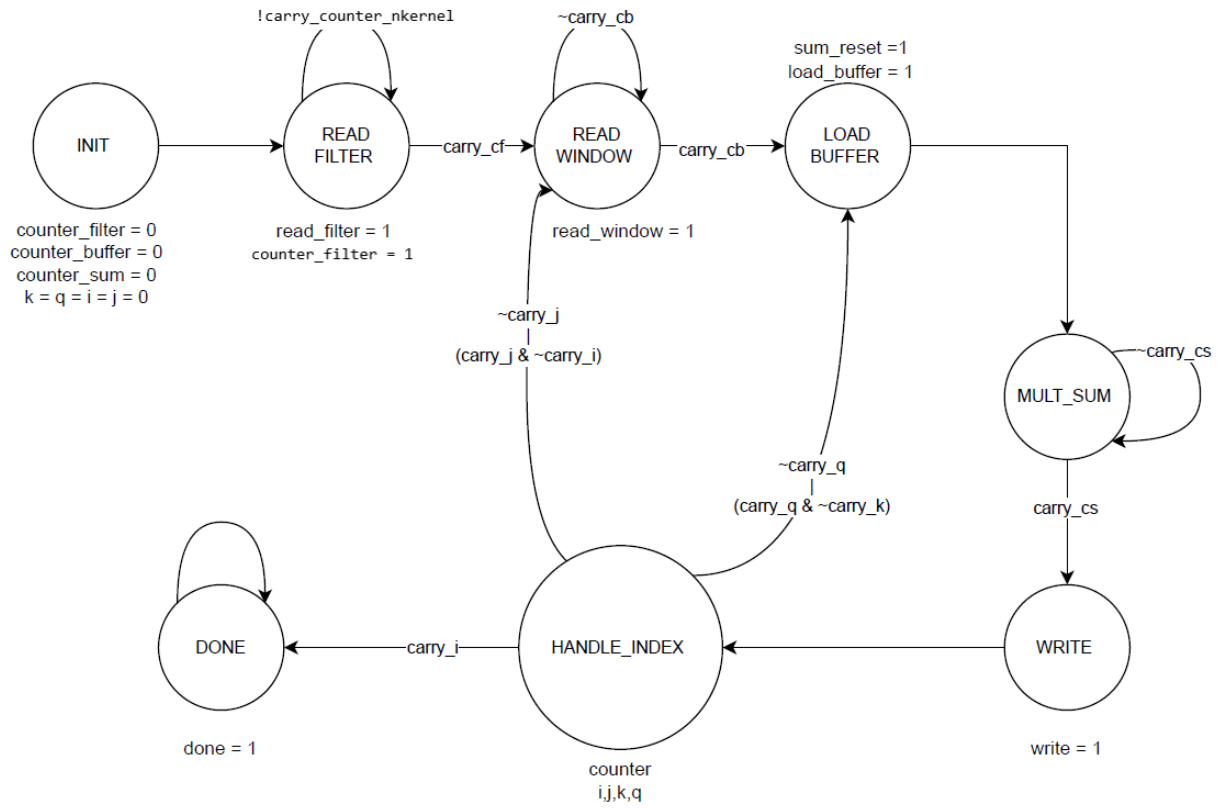 !carry_counter_nkernel
~carry_cb
sum_reset =1
load_buffer = 1
INIT
READ
FILTER
carry_cf
READ
WINDOW
carry_cb
LOAD
BUFFER
counter_filter = 0
counter_buffer = 0
counter_sum = 0
k = q = i = j = 0
read_filter = 1
counter_filter = 1
read_window = 1
~carry_j
|
(carry_j & ~carry_i)
~carry_cs
MULT_SUM
~carry_q
|
(carry_q & ~carry_k)
carry_cs
DONE
carry_i
HANDLE_INDEX
WRITE
done = 1
write = 1
counter
i,j,k,q